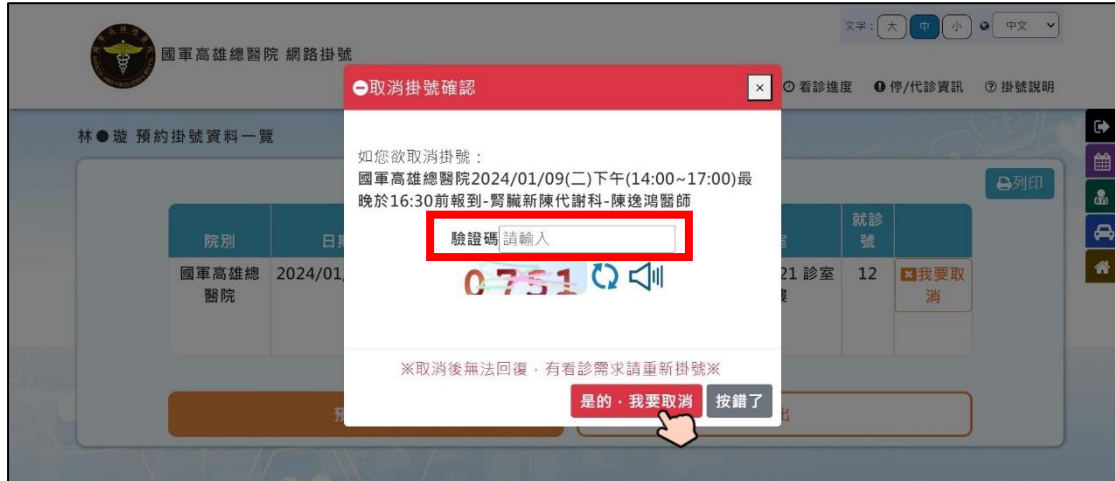 文字：大 中 小 中文
國軍高雄總醫院 網路掛號
取消掛號確認
×
看診進度 停/代診資訊 掛號說明
林●璇 預約掛號資料一覽
如您欲取消掛號：
國軍高雄總醫院2024/01/09(二)下午(14:00~17:00)最
晚於16:30前報到-腎臟新陳代謝科-陳逸鴻醫師
列印
驗證碼 請輸入
院別
就診
號
國軍高雄總
醫院
2024/01
0751
21 診室
12
我要取
消
※取消後無法回復，有看診需求請重新掛號※
是的，我要取消 按錯了